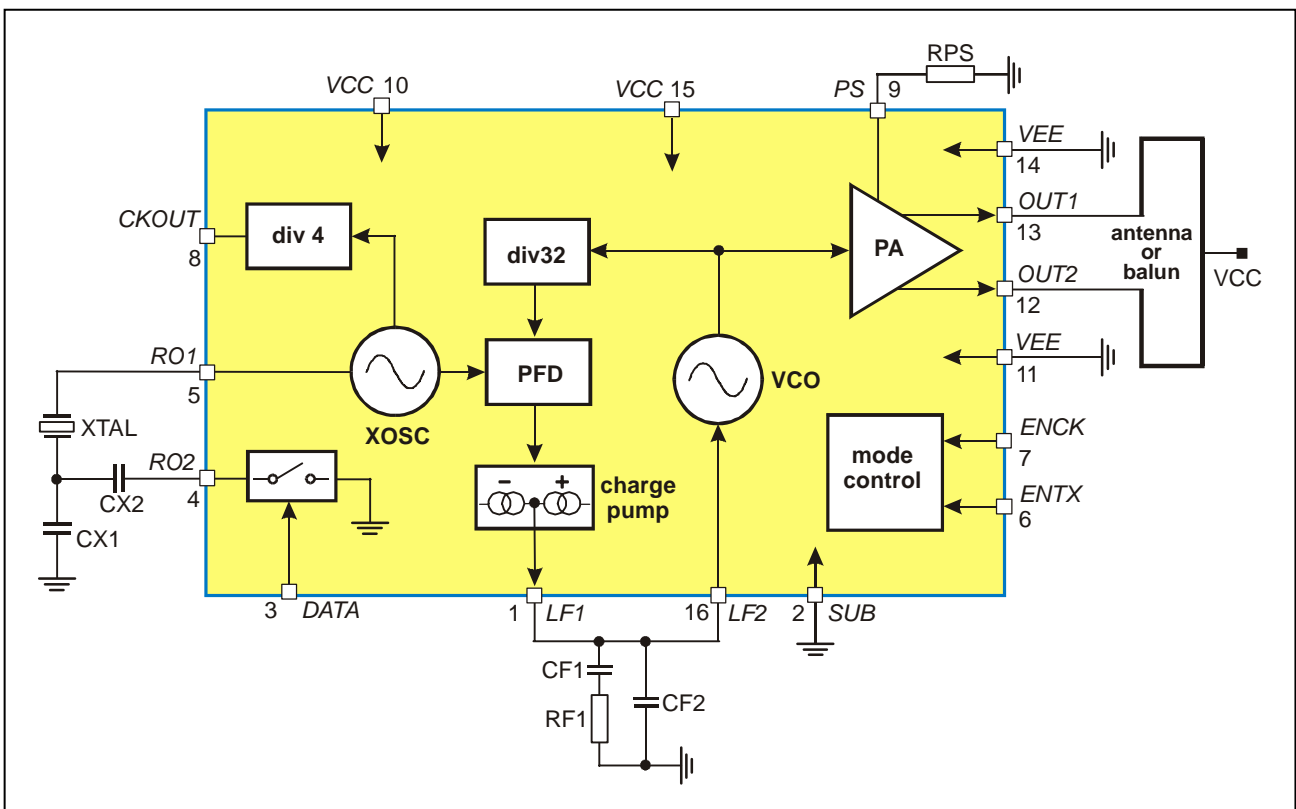 RPS
VCC 10
VCC 15
PS 9
VEE
14
CKOUT
8
div 4
div32
PA
OUT1
13
antenna
or
balun
VCC
OUT2
12
RO1
5
XOSC
PFD
VCO
VEE
11
XTAL
RO2
4
CX2
CX1
- +
charge
pump
mode
control
ENCK
7
ENTX
6
3 DATA
1 LF1
16 LF2
2 SUB
CF1
RF1
CF2